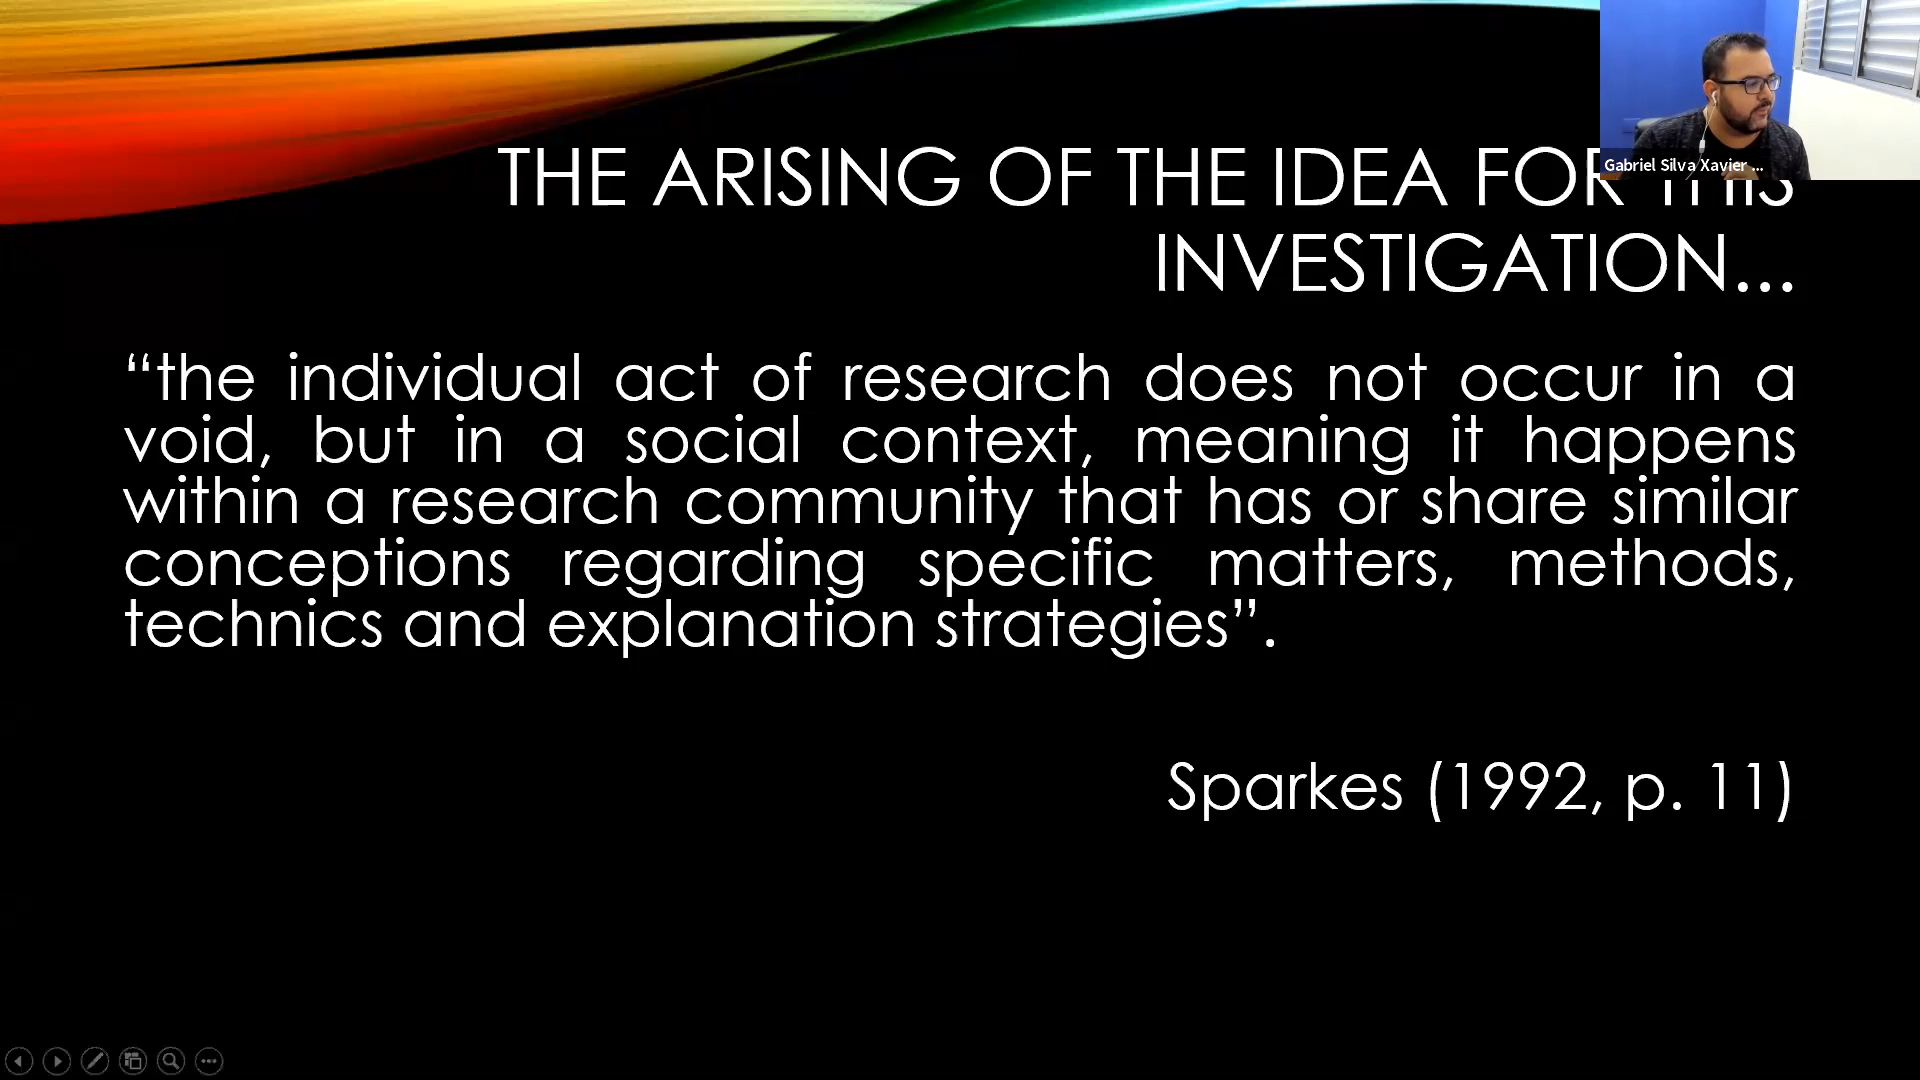 Gabriel Silva Xavier ...
THE ARISING OF THE IDEA FOR THIS
INVESTIGATION...
“the individual act of research does not occur in a
void, but in a social context, meaning it happens
within a research community that has or share similar
conceptions regarding specific matters, methods,
technics and explanation strategies”.
Sparkes (1992, p. 11)